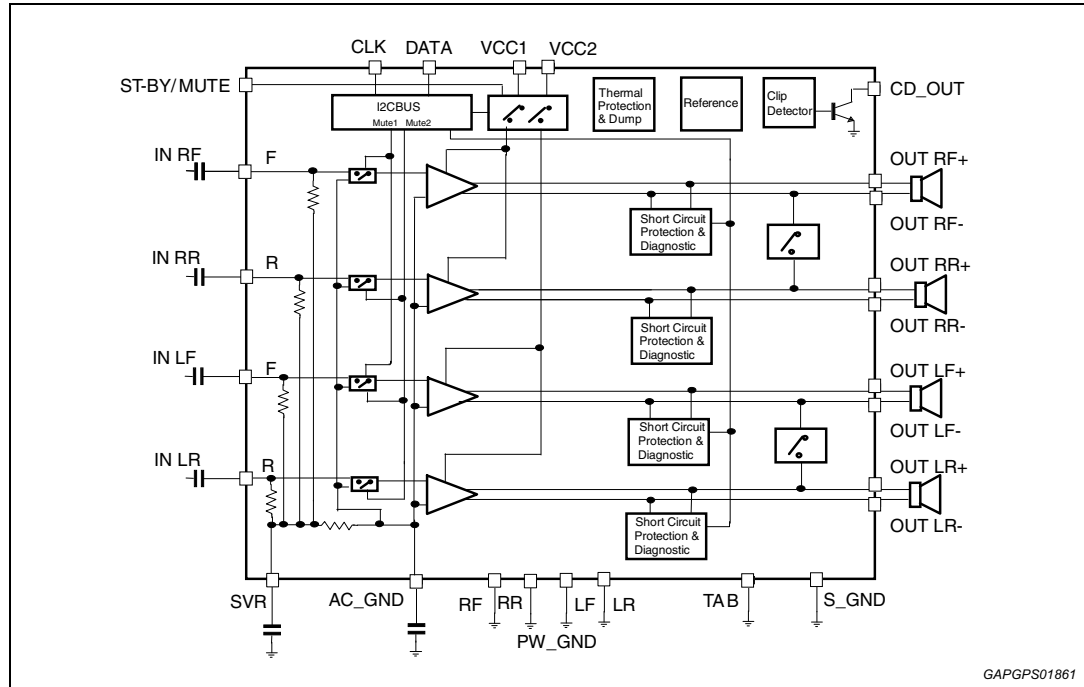 CLK
DATA
VCC1
VCC2
ST-BY/MUTE
I2CBUS
Mute1
Mute2
Thermal
Protection
& Dump
Reference
Clip
Detector
CD_OUT
IN RF
F
OUT RF+
OUT RF-
Short Circuit
Protection &
Diagnostic
IN RR
R
OUT RR+
OUT RR-
Short Circuit
Protection &
Diagnostic
IN LF
F
OUT LF+
OUT LF-
Short Circuit
Protection &
Diagnostic
IN LR
R
OUT LR+
OUT LR-
Short Circuit
Protection &
Diagnostic
SVR
AC_GND
RF
RR
LF
LR
PW_GND
TAB
S_GND
GAPGPS01861